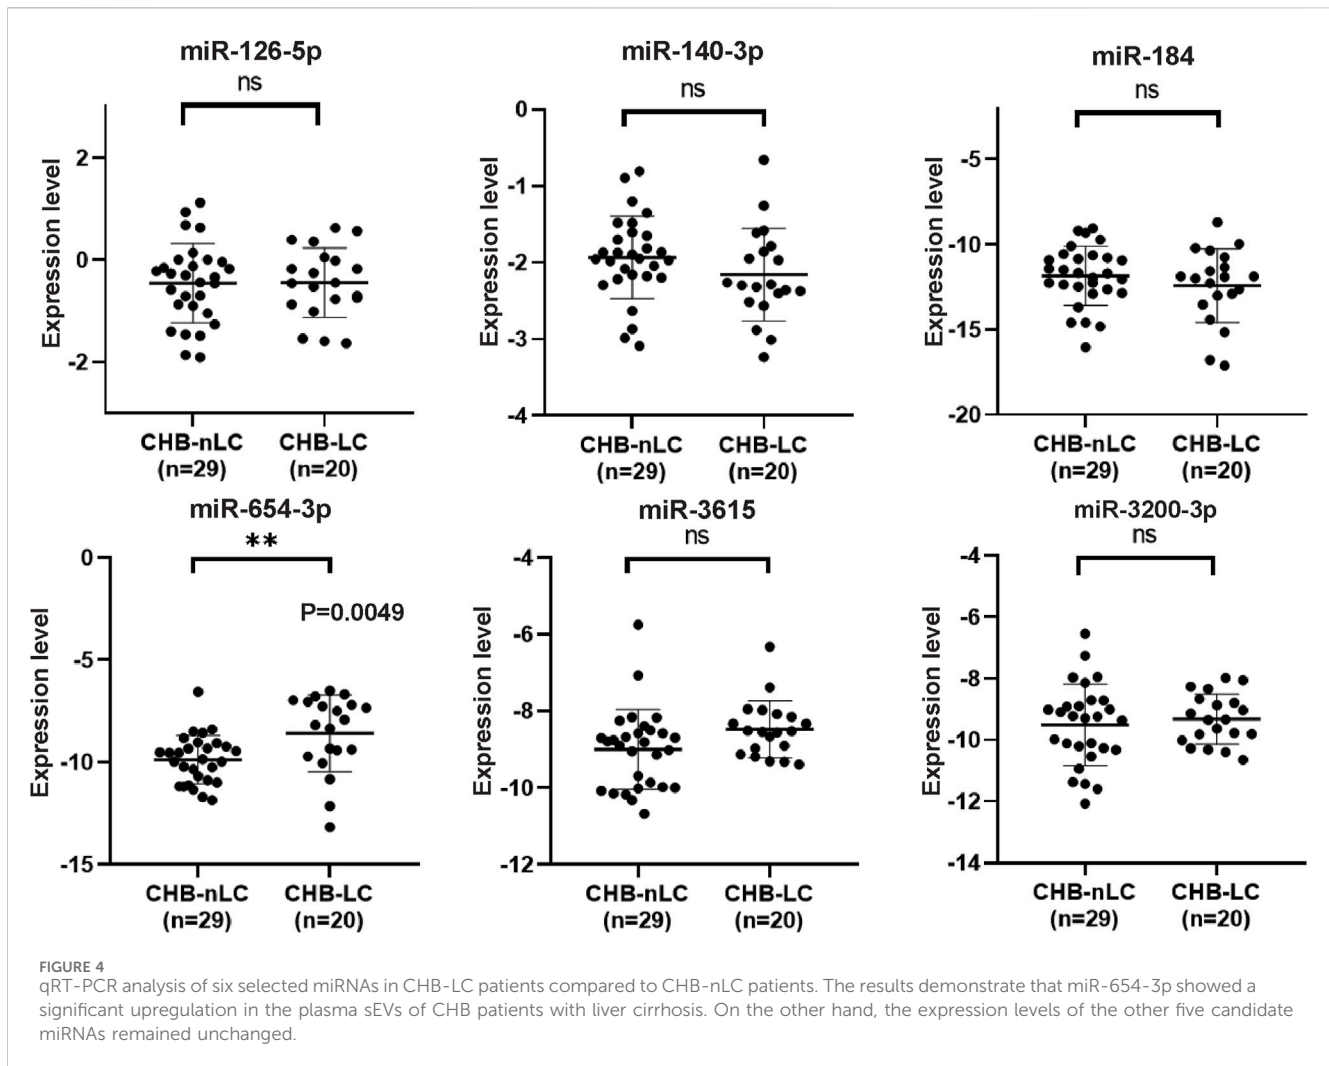 miR-126-5p
ns
Expression level
2
0
-2
CHB-nLC
(n=29)
CHB-LC
(n=20)
miR-140-3p
ns
Expression level
0
-1
-2
-3
-4
CHB-nLC
(n=29)
CHB-LC
(n=20)
miR-184
ns
Expression level
-5
-10
-15
-20
CHB-nLC
(n=29)
CHB-LC
(n=20)
miR-654-3p
**
P=0.0049
Expression level
0
-5
-10
-15
CHB-nLC
(n=29)
CHB-LC
(n=20)
miR-3615
ns
Expression level
-4
-6
-8
-10
-12
CHB-nLC
(n=29)
CHB-LC
(n=20)
miR-3200-3p
ns
Expression level
-4
-6
-8
-10
-12
-14
CHB-nLC
(n=29)
CHB-LC
(n=20)
FIGURE 4
qRT-PCR analysis of six selected miRNAs in CHB-LC patients compared to CHB-nLC patients. The results demonstrate that miR-654-3p showed a
significant upregulation in the plasma sEVs of CHB patients with liver cirrhosis. On the other hand, the expression levels of the other five candidate
miRNAs remained unchanged.